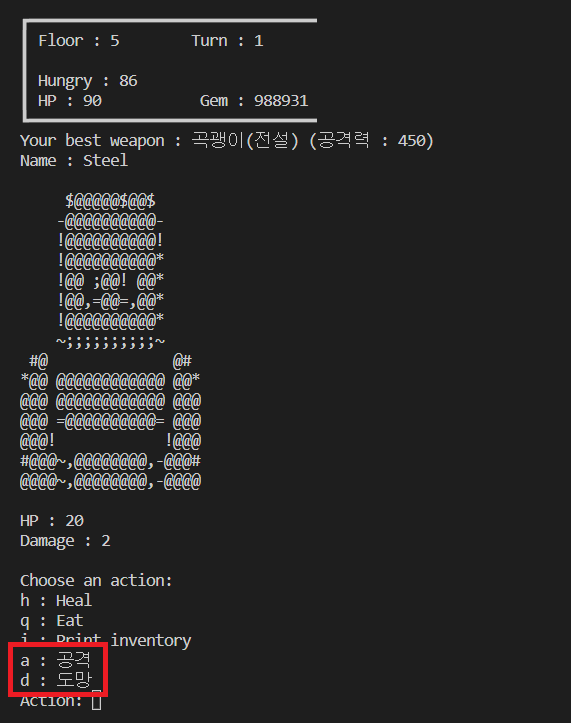 Floor : 5 Turn : 1
Hungry : 86
HP : 90 Gem : 988931
Your best weapon : 곡괭이(전설) (공격력 : 450)
Name : Steel
$@@@@@$@@$
-@@@@@@@@@@-
!@@@@@@@@@@!
!@@@@@@@@@@*
!@@ ;@@! @@*
!@@,=@@=,@@*
!@@@@@@@@@@*
~;;;;;;;;;;~
#@ @#
*@@ @@@@@@@@@@@@ @@*
@@@ @@@@@@@@@@@@ @@@
@@@ =@@@@@@@@@@= @@@
@@@! !@@@
#@@@~,@@@@@@@@,-@@@#
@@@@~,@@@@@@@@,-@@@@
HP : 20
Damage : 2
Choose an action:
h : Heal
q : Eat
i : Print inventory
a : 공격
d : 도망
Action: